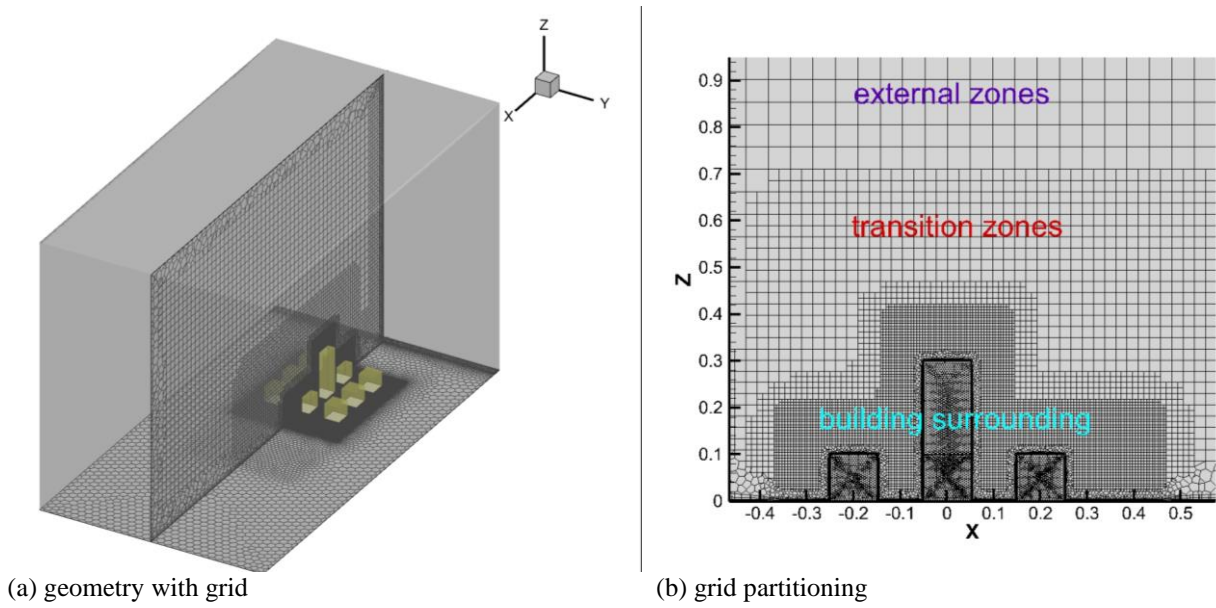 Z
X
Y
(a) geometry with grid
external zones
transition zones
building surrounding
Z
0.9
0.8
0.7
0.6
0.5
0.4
0.3
0.2
0.1
0
-0.4 -0.3 -0.2 -0.1 0 0.1 0.2 0.3 0.4 0.5
X
(b) grid partitioning